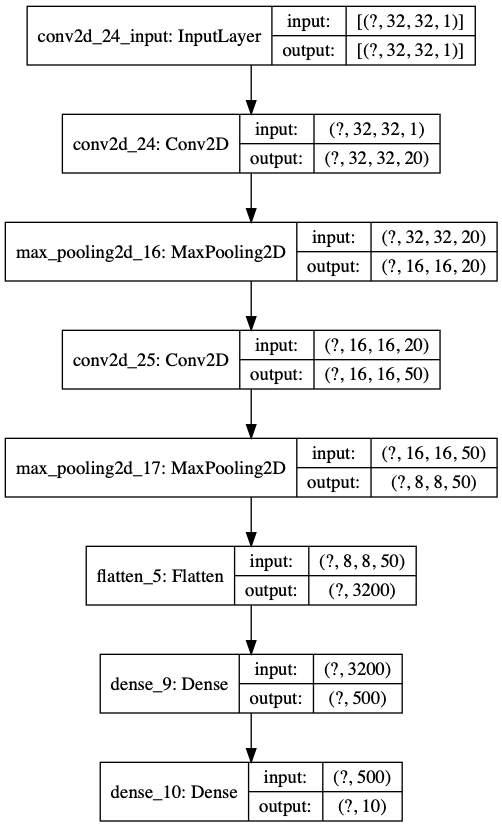 conv2d_24_input: InputLayer
input: [(?, 32, 32, 1)]
output: [(?, 32, 32, 1)]
conv2d_24: Conv2D
input: (?, 32, 32, 1)
output: (?, 32, 32, 20)
max_pooling2d_16: MaxPooling2D
input: (?, 32, 32, 20)
output: (?, 16, 16, 20)
conv2d_25: Conv2D
input: (?, 16, 16, 20)
output: (?, 16, 16, 50)
max_pooling2d_17: MaxPooling2D
input: (?, 16, 16, 50)
output: (?, 8, 8, 50)
flatten_5: Flatten
input: (?, 8, 8, 50)
output: (?, 3200)
dense_9: Dense
input: (?, 3200)
output: (?, 500)
dense_10: Dense
input: (?, 500)
output: (?, 10)